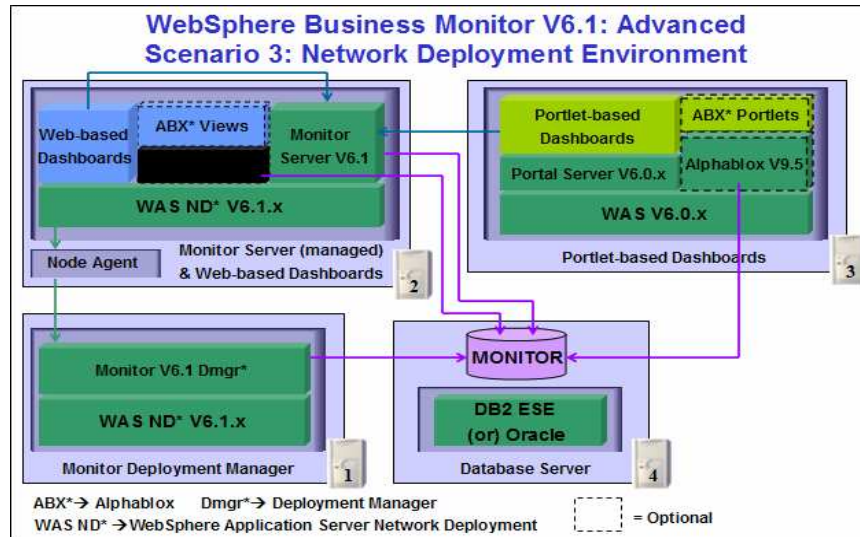 WebSphere Business Monitor V6.1: Advanced
Scenario 3: Network Deployment Environment
Web-based
Dashboards
ABX* Views
Monitor
Server V6.1
WAS ND* V6.1.x
Node Agent
Monitor Server (managed)
& Web-based Dashboards
2
Portlet-based
Dashboards
ABX* Portlets
Portal Server V6.0.x
Alphablox V9.5
WAS V6.0.x
Portlet-based Dashboards
3
Monitor V6.1 Dmgr*
WAS ND* V6.1.x
Monitor Deployment Manager
1
MONITOR
DB2 ESE
(or) Oracle
Database Server
4
ABX*→ Alphablox Dmgr*→ Deployment Manager
WAS ND* →WebSphere Application Server Network Deployment
= Optional